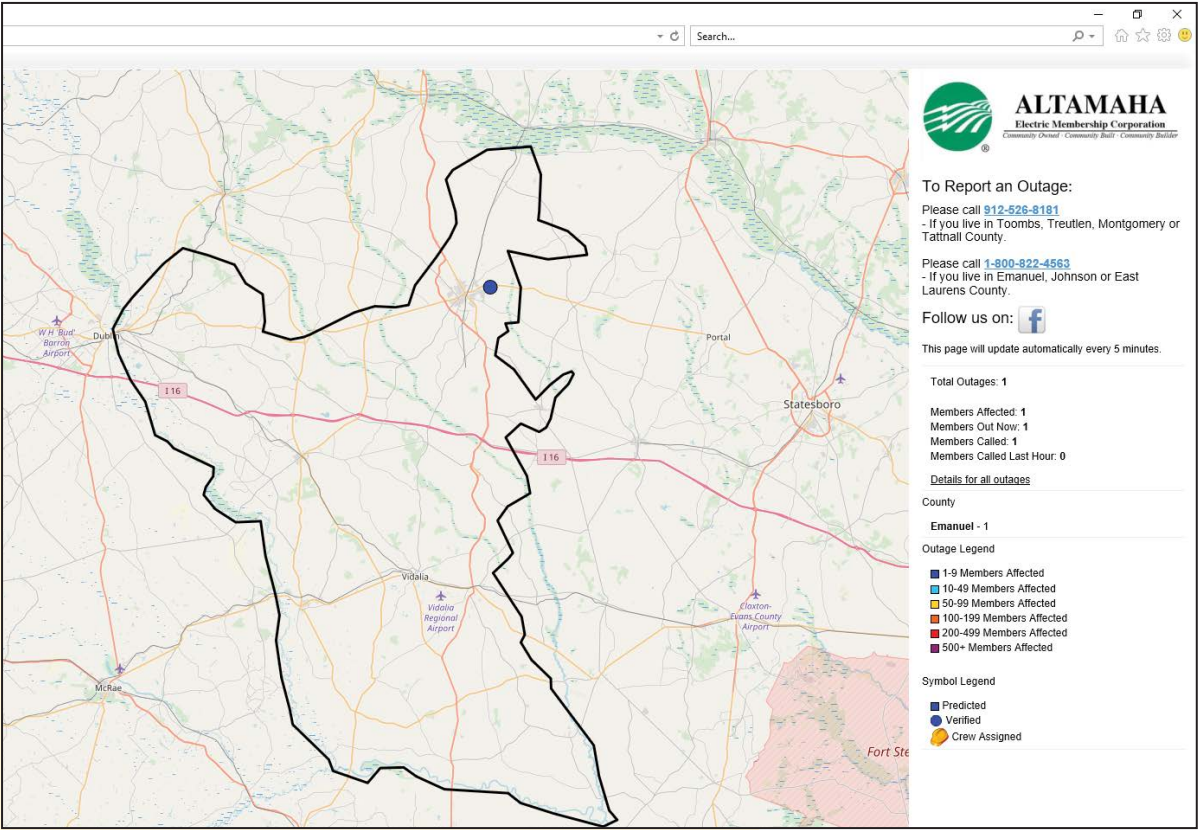 Search...
ALTAMAHA
Electric Membership Corporation
Community Owned · Community Built · Community Builder
®
To Report an Outage:
Please call 912-526-8181
- If you live in Toombs, Treutlen, Montgomery or
Tattnall County.
Please call 1-800-822-4563
- If you live in Emanuel, Johnson or East
Laurens County.
Follow us on:
This page will update automatically every 5 minutes.
Total Outages: 1
Members Affected: 1
Members Out Now: 1
Members Called: 1
Members Called Last Hour: 0
Details for all outages
County
Emanuel - 1
Outage Legend
1-9 Members Affected
10-49 Members Affected
50-99 Members Affected
100-199 Members Affected
200-499 Members Affected
500+ Members Affected
Symbol Legend
Predicted
Verified
Crew Assigned
W H 'Bud'
Barron
Airport
Dublin
Portal
I 16
Statesboro
I 16
Vidalia
Vidalia
Regional
Airport
Claxton-
Evans County
Airport
McRae
Fort Ste